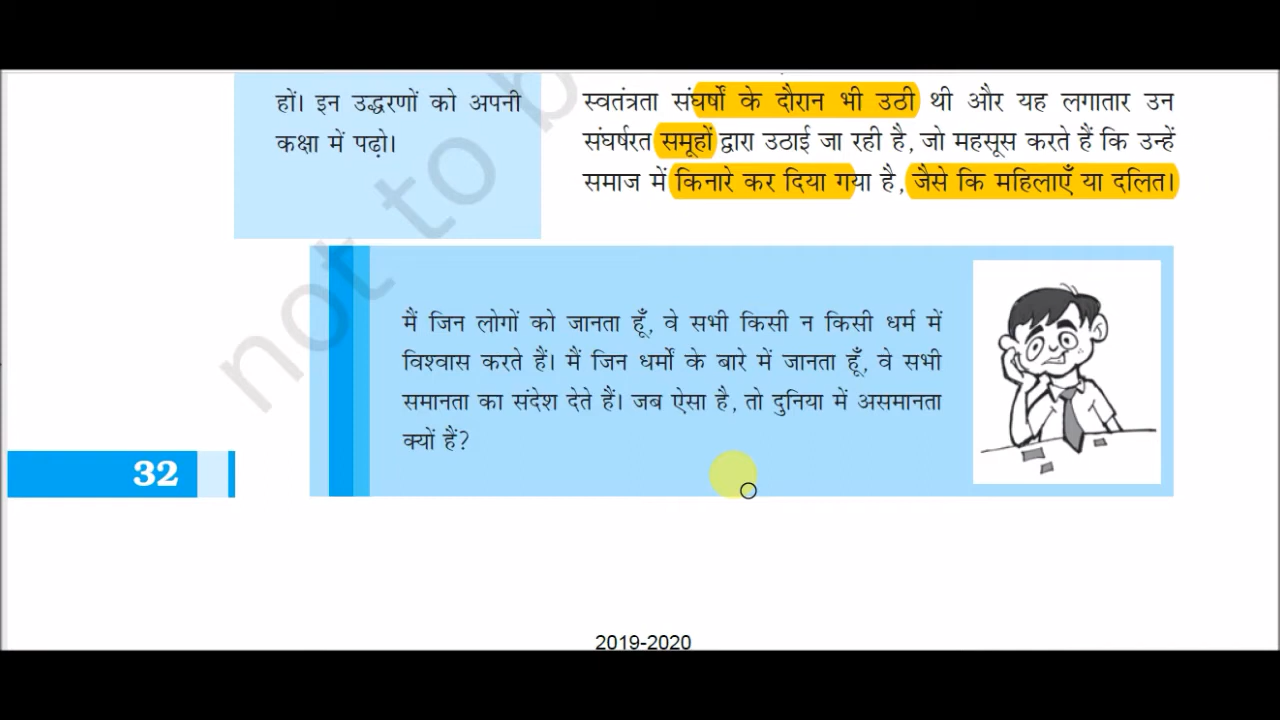 हों। इन उद्धरणों को अपनी
कक्षा में पढ़ो।
स्वतंत्रता संघर्षों के दौरान भी उठी थी और यह लगातार उन
संघर्षरत समूहों द्वारा उठाई जा रही है, जो महसूस करते हैं कि उन्हें
समाज में किनारे कर दिया गया है, जैसे कि महिलाएँ या दलित।
मैं जिन लोगों को जानता हूँ, वे सभी किसी न किसी धर्म में
विश्वास करते हैं। मैं जिन धर्मों के बारे में जानता हूँ, वे सभी
समानता का संदेश देते हैं। जब ऐसा है, तो दुनिया में असमानता
क्यों हैं?
32
not to b
2019-2020